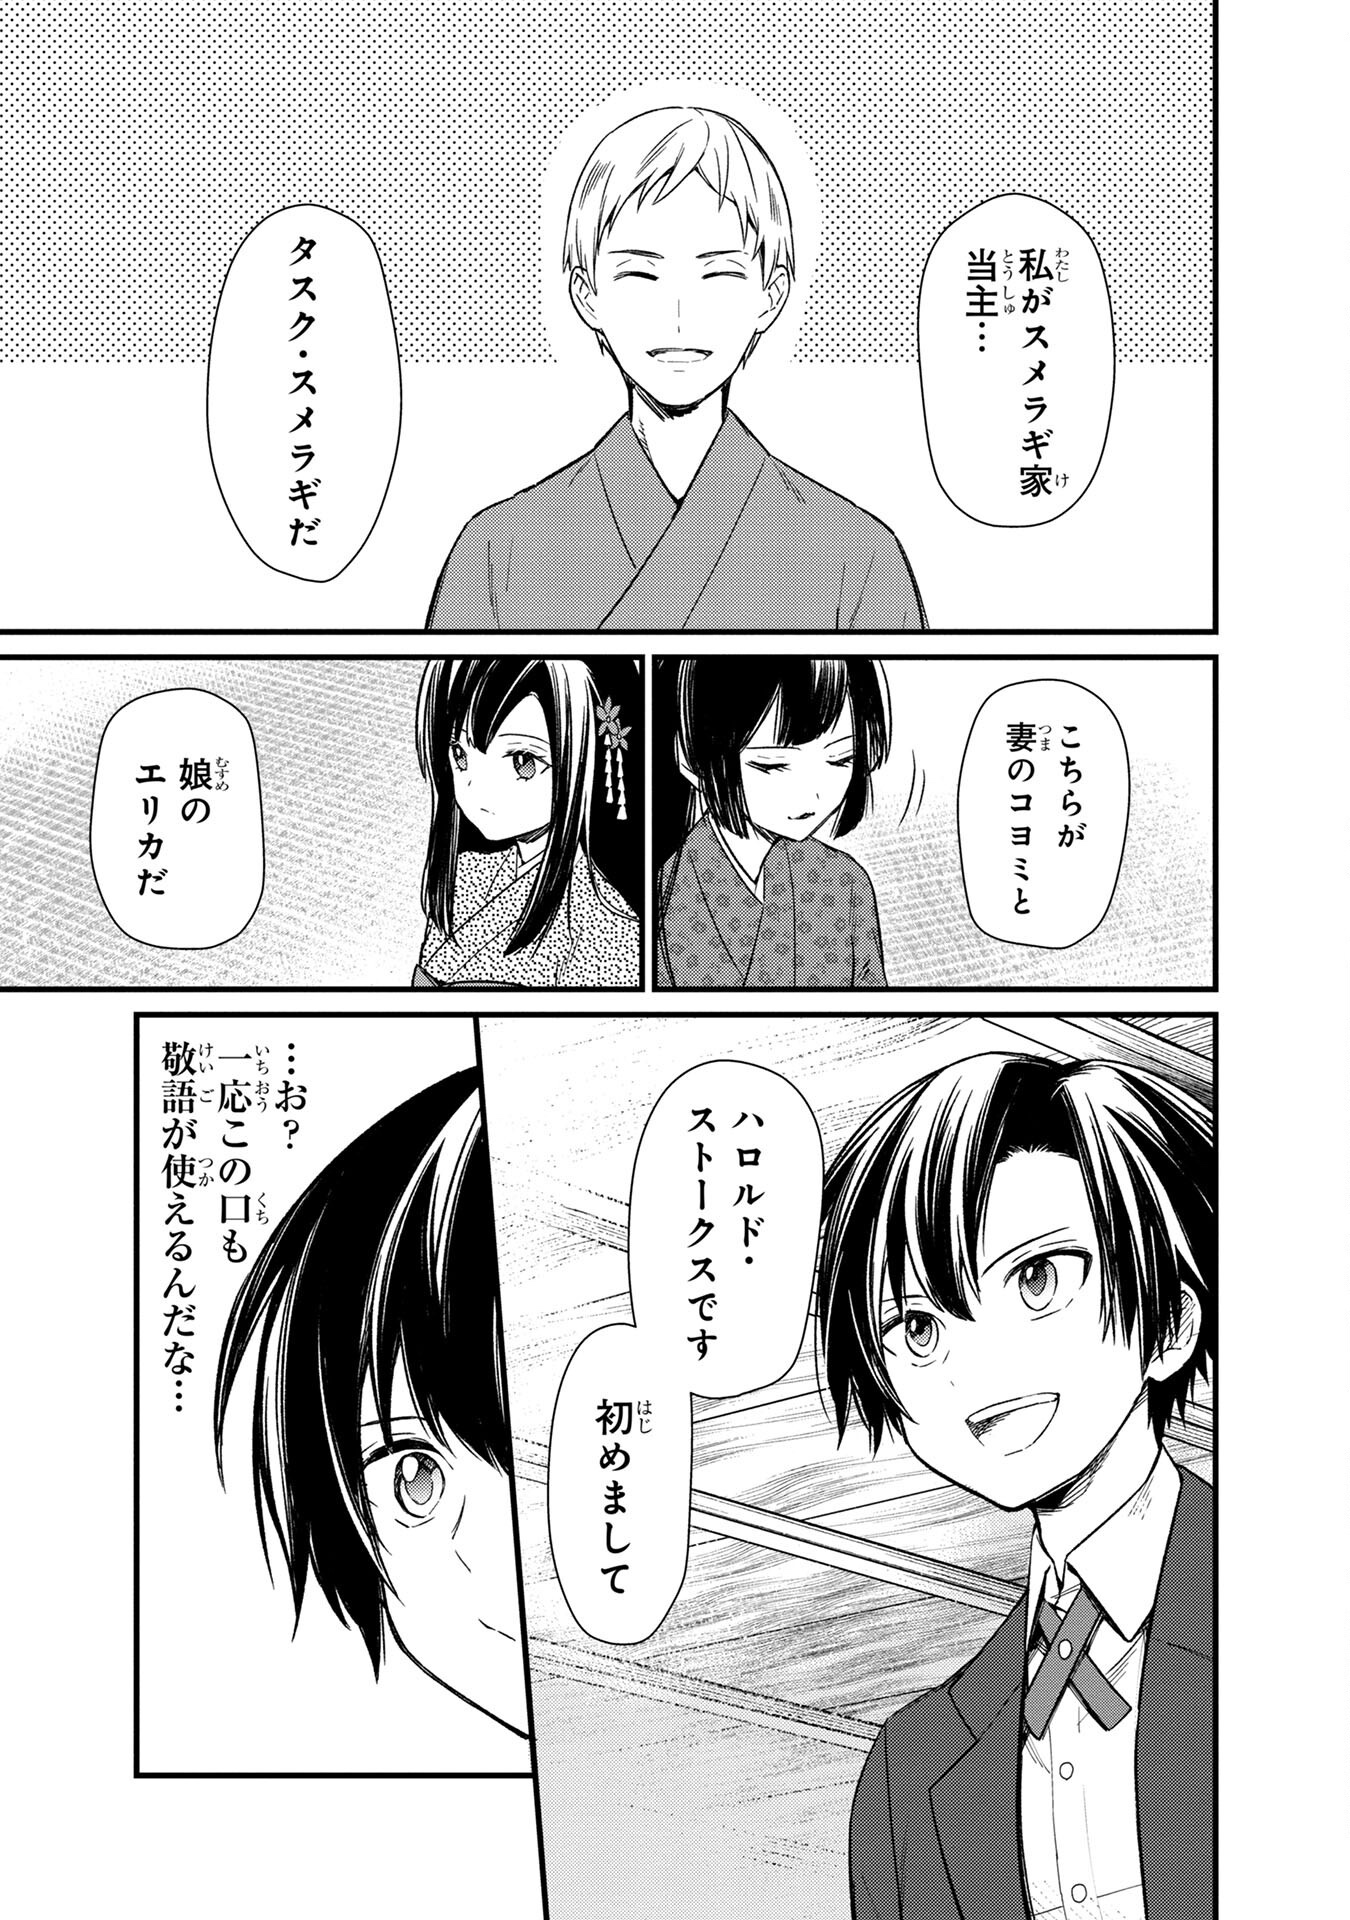 私がスメラギ家
当主…
タスク・スメラギだ
こちらが
妻のコヨミと
娘の
エリカだ
ハロルド・
ストークスです
初めまして
…お？
一応この口も
敬語が使えるんだな…